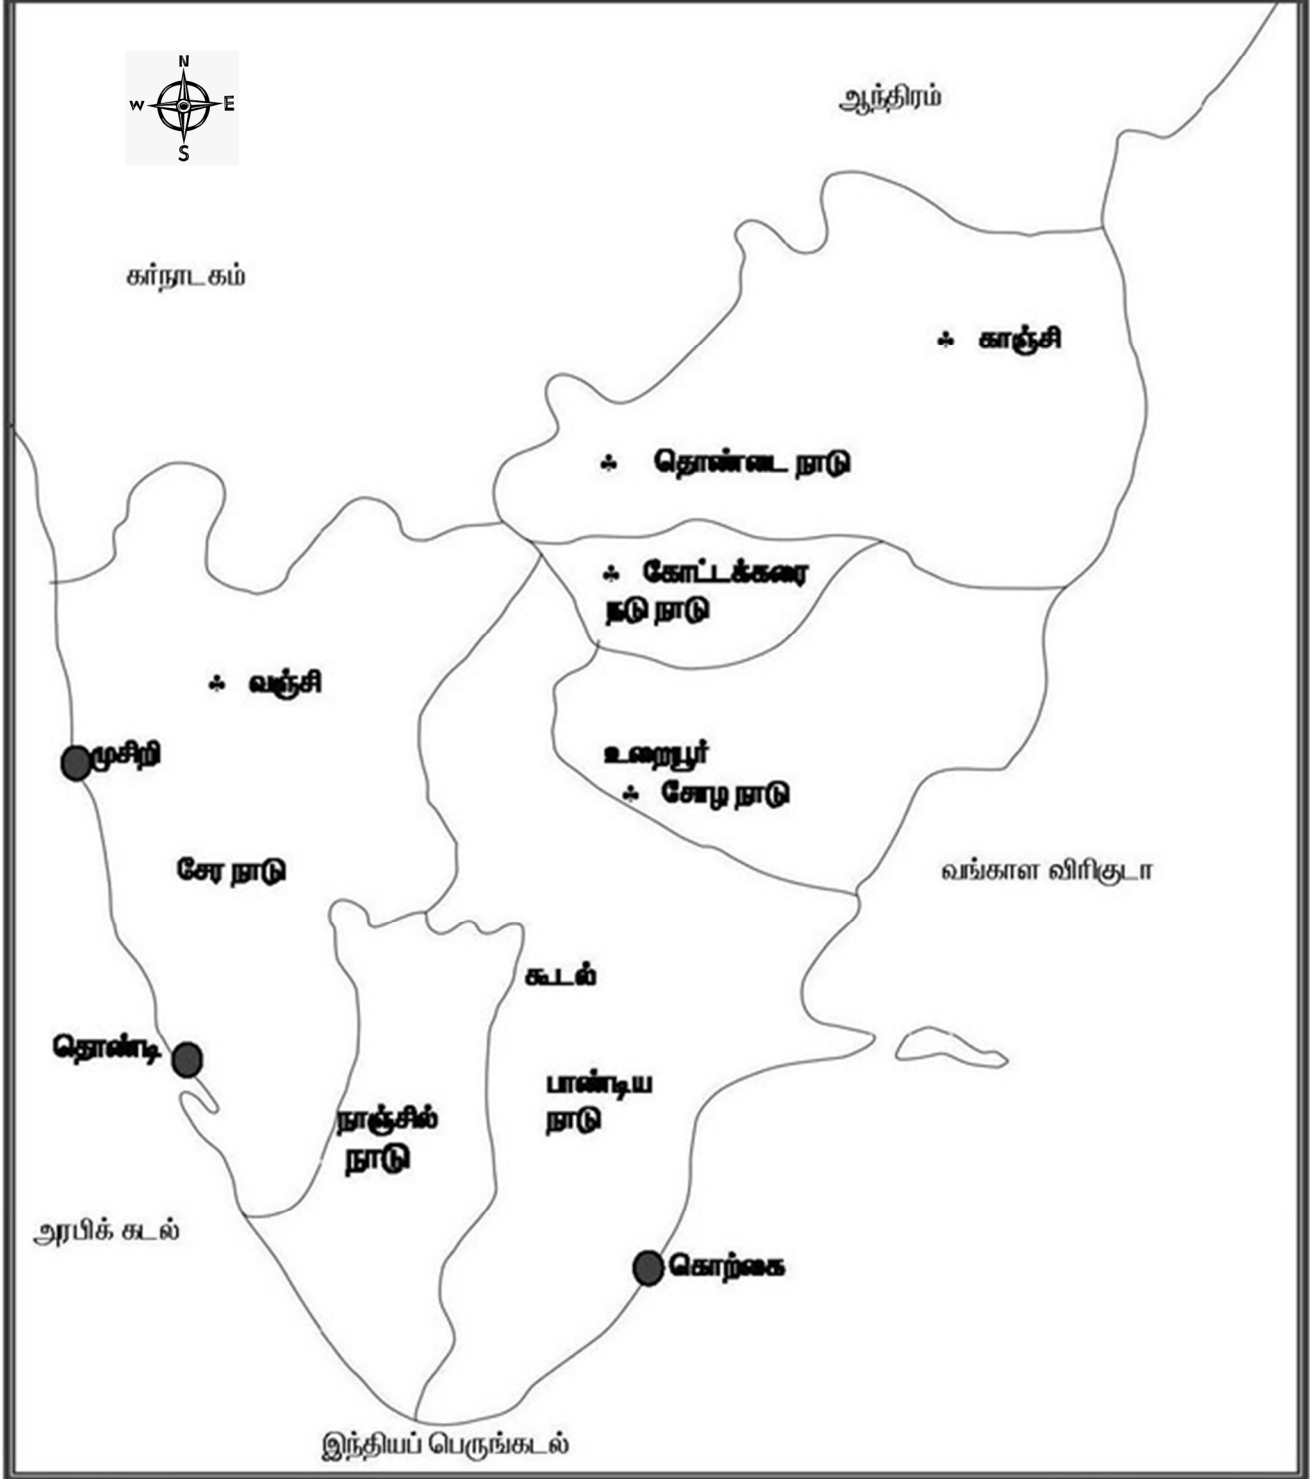 N
W E
S
ஆந்திரம்
கர்நாடகம்
காஞ்சி
தொண்டை நாடு
கோட்டக்கரை
நடு நாடு
வஞ்சி
முசிறி
உறையூர்
சோழ நாடு
சேர நாடு
வங்காள விரிகுடா
கூடல்
தொண்டி
பாண்டிய
நாடு
நாஞ்சில்
நாடு
அரபிக் கடல்
கொற்கை
இந்தியப் பெருங்கடல்